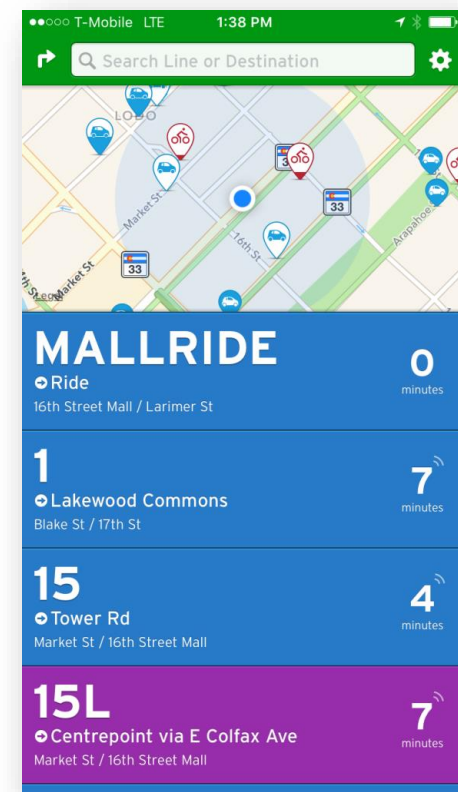 T-Mobile LTE 1:38 PM
Search Line or Destination
LODO
33
33
Market St
16th St
Arapahoe
33
Market St
Legal
MALLRIDE
Ride
16th Street Mall / Larimer St
0
minutes
1
Lakewood Commons
Blake St / 17th St
7
minutes
15
Tower Rd
Market St / 16th Street Mall
4
minutes
15L
Centrepoint via E Colfax Ave
Market St / 16th Street Mall
7
minutes